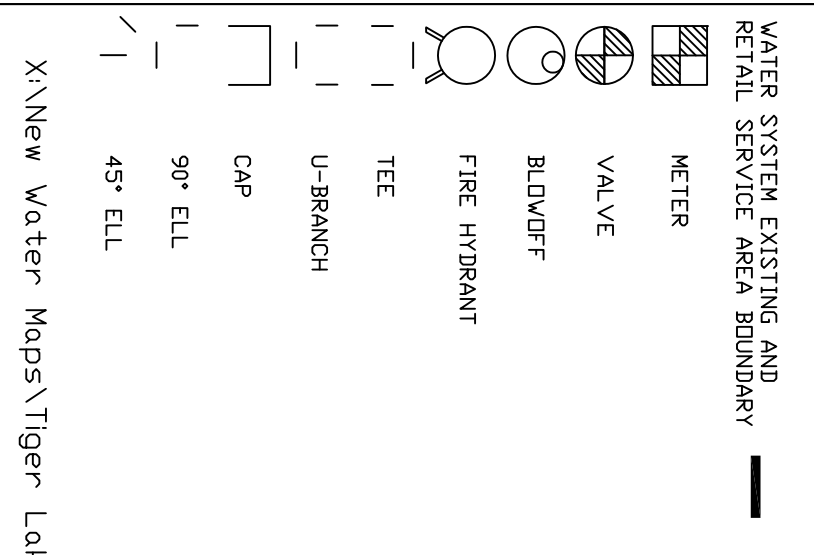 WATER SYSTEM EXISTING AND
RETAIL SERVICE AREA BOUNDARY
METER
VALVE
BLOWOFF
FIRE HYDRANT
TEE
U-BRANCH
CAP
90° ELL
45° ELL
X:\New Water Maps\Tiger